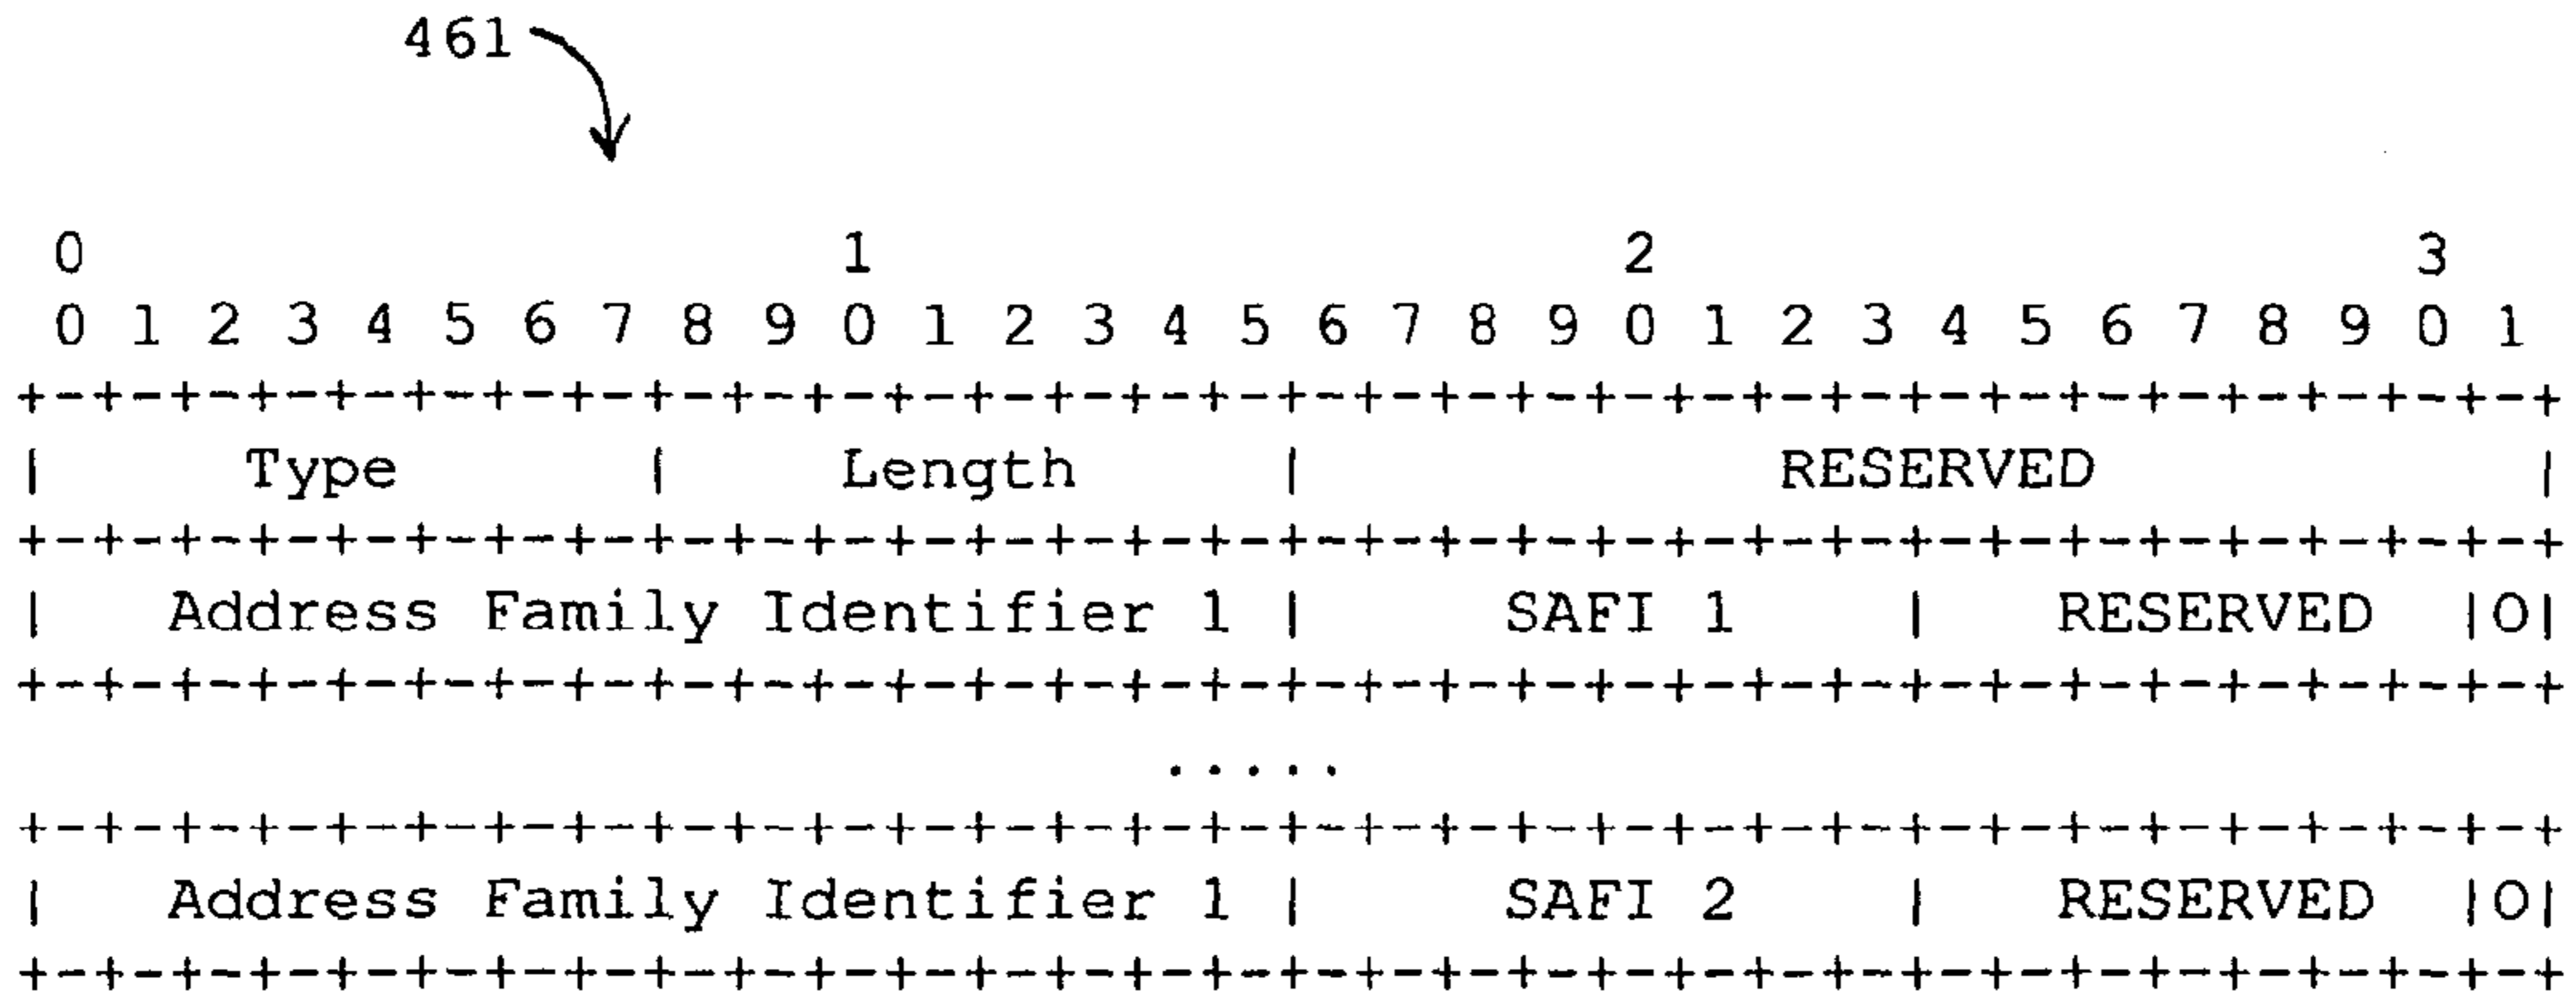 461
0 1 2 3
0 1 2 3 4 5 6 7 8 9 0 1 2 3 4 5 6 7 8 9 0 1 2 3 4 5 6 7 8 9 0 1
+-+-+-+-+-+-+-+-+-+-+-+-+-+-+-+-+-+-+-+-+-+-+-+-+-+-+-+-+-+-+-+-+
| Type | Length | RESERVED |
+-+-+-+-+-+-+-+-+-+-+-+-+-+-+-+-+-+-+-+-+-+-+-+-+-+-+-+-+-+-+-+-+
| Address Family Identifier 1 | SAFI 1 | RESERVED |O|
+-+-+-+-+-+-+-+-+-+-+-+-+-+-+-+-+-+-+-+-+-+-+-+-+-+-+-+-+-+-+-+-+
.....
+-+-+-+-+-+-+-+-+-+-+-+-+-+-+-+-+-+-+-+-+-+-+-+-+-+-+-+-+-+-+-+-+
| Address Family Identifier 1 | SAFI 2 | RESERVED |O|
+-+-+-+-+-+-+-+-+-+-+-+-+-+-+-+-+-+-+-+-+-+-+-+-+-+-+-+-+-+-+-+-+